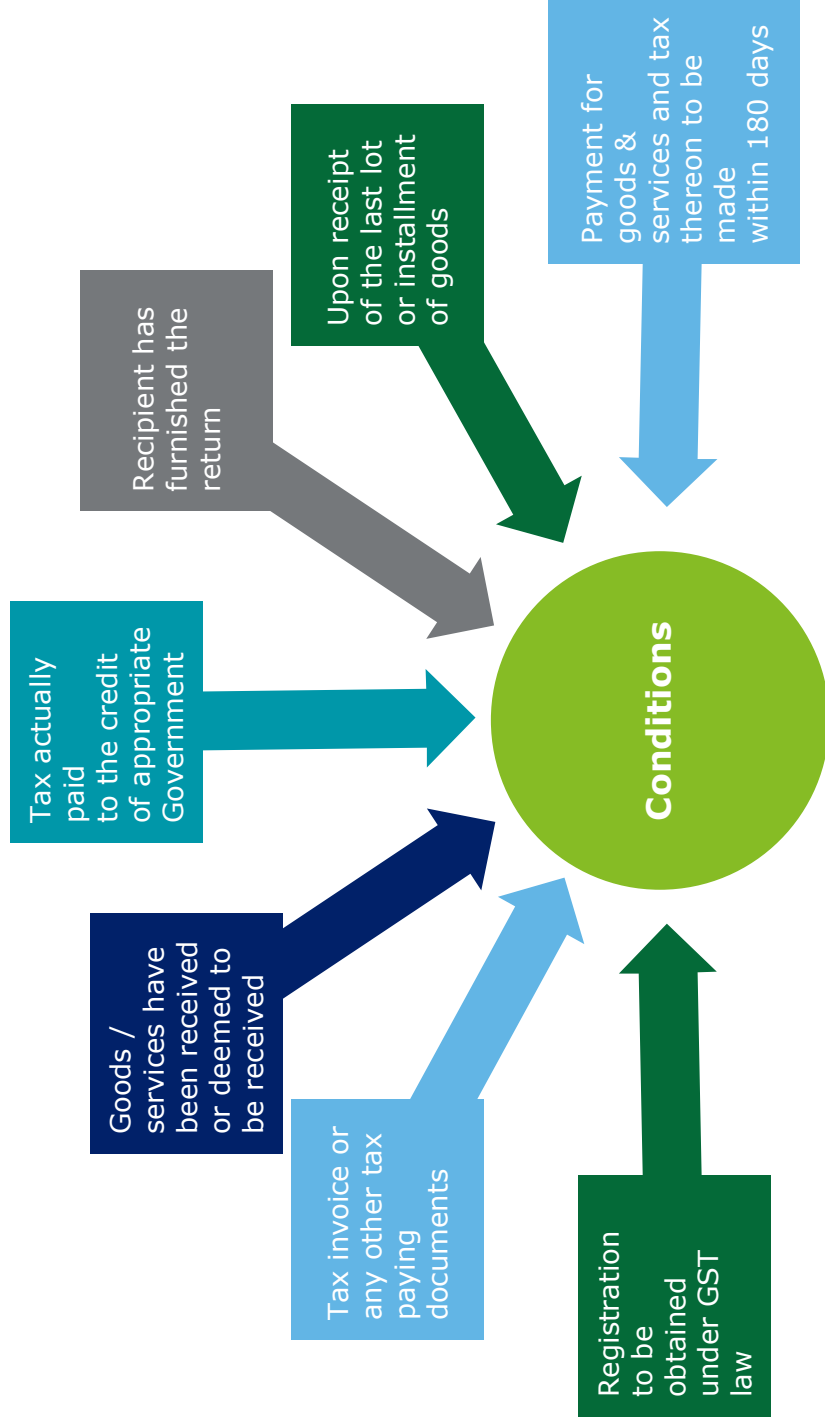 Registration
to be
obtained
under GST
law
Tax invoice or
any other tax
paying
documents
Goods /
services have
been received
or deemed to
be received
Tax actually
paid
to the credit
of appropriate
Government
Recipient has
furnished the
return
Upon receipt
of the last lot
or installment
of goods
Payment for
goods &
services and tax
thereon to be
made
within 180 days
Conditions